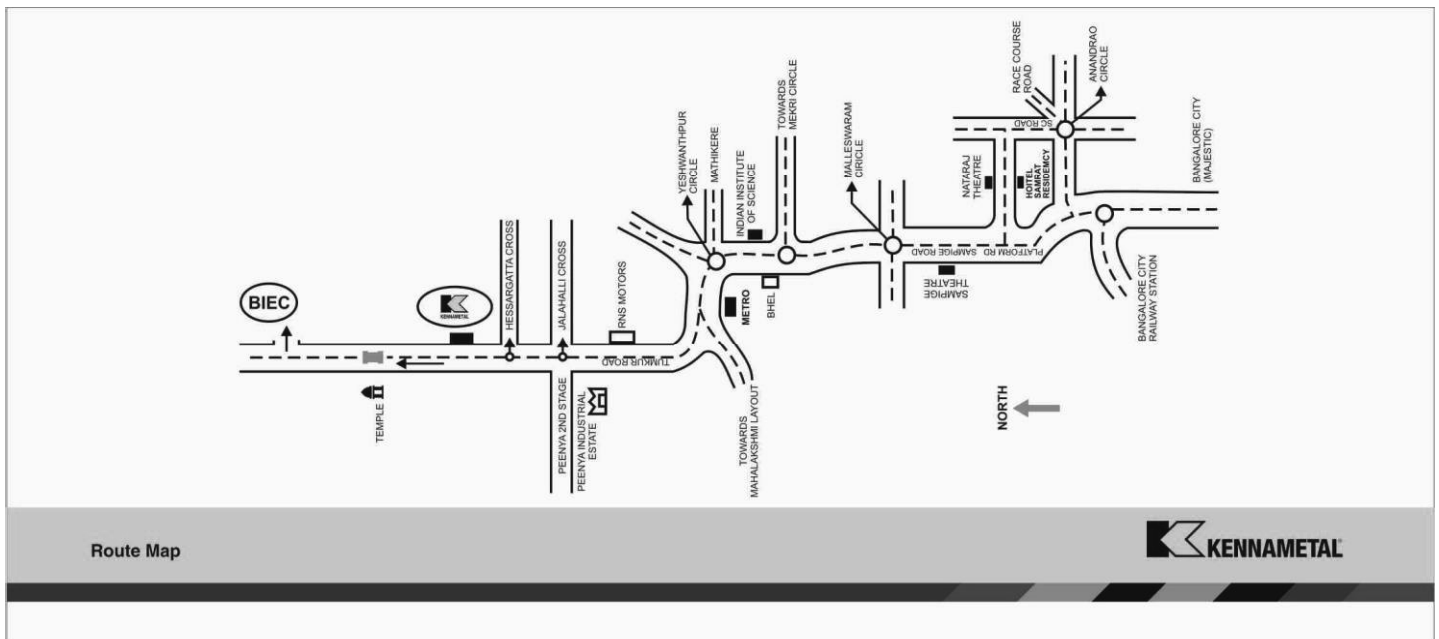 BIEC
KENNAMETAL
TEMPLE
HESSARGATTA CROSS
JALAHALLI CROSS
PEENYA 2ND STAGE
PEENYA INDUSTRIAL
ESTATE
RNS MOTORS
TUMKUR ROAD
YESHWANTHPUR
CIRCLE
MATHIKERE
METRO
TOWARDS
MAHALAKSHMI LAYOUT
INDIAN INSTITUTE
OF SCIENCE
BHEL
TOWARDS
MEKRI CIRCLE
MALLESWARAM
CIRICLE
SAMPIGE ROAD
SAMPIGE
THEATRE
PLATFORM RD
NATARAJ
THEATRE
HOITEL
SAMRAT
RESIDEMCY
SC ROAD
RACE COURSE
ROAD
ANANDRAO
CIRCLE
BANGALORE CITY
(MAJESTIC)
BANGALORE CITY
RAILWAY STATION
NORTH
Route Map
KENNAMETAL